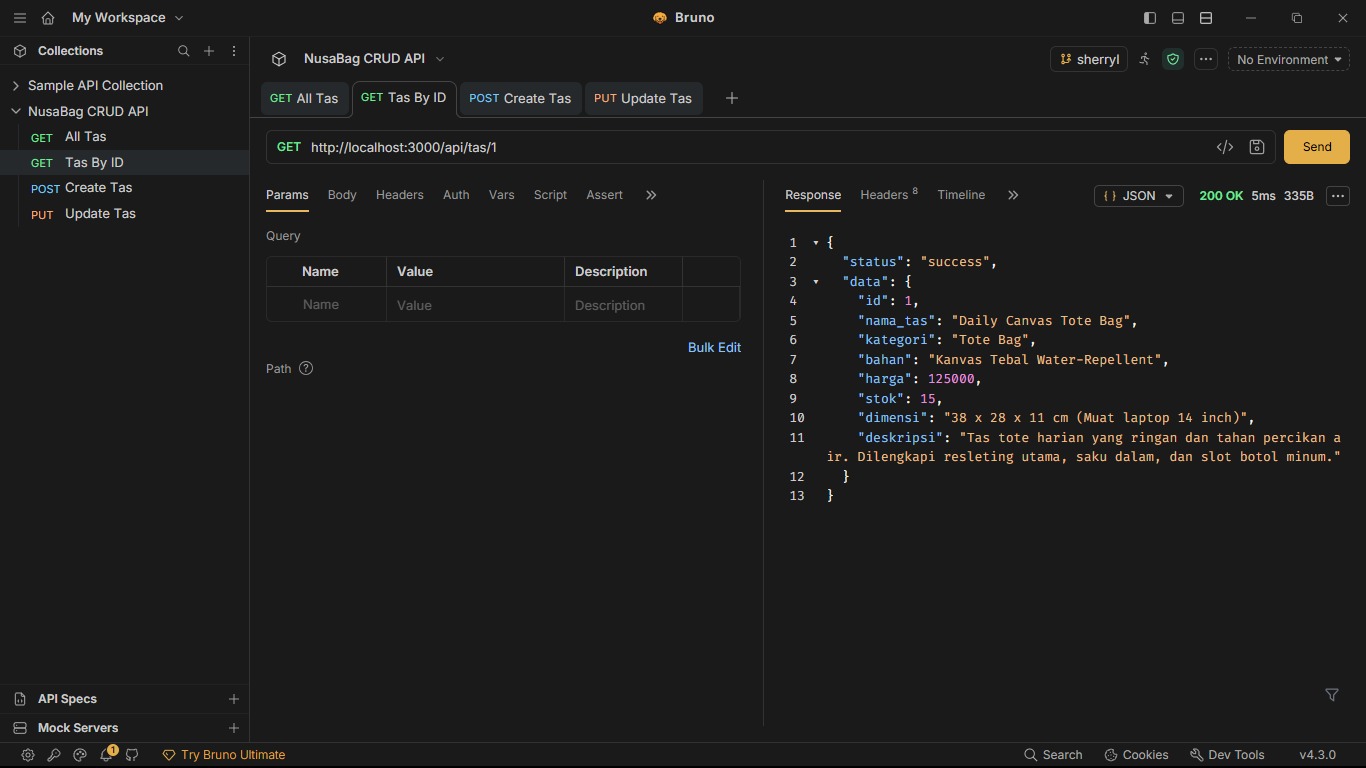 My Workspace
Bruno
Collections
NusaBag CRUD API
sherryl
No Environment
Sample API Collection
NusaBag CRUD API
GET All Tas
GET Tas By ID
POST Create Tas
PUT Update Tas
GET All Tas
GET Tas By ID
POST Create Tas
PUT Update Tas
GET http://localhost:3000/api/tas/1
Send
Params Body Headers Auth Vars Script Assert
Response Headers 8 Timeline
{ } JSON
200 OK 5ms 335B
Query
Name Value Description
Name Value Description
Bulk Edit
Path ?
1 {
2 "status": "success",
3 "data": {
4 "id": 1,
5 "nama_tas": "Daily Canvas Tote Bag",
6 "kategori": "Tote Bag",
7 "bahan": "Kanvas Tebal Water-Repellent",
8 "harga": 125000,
9 "stok": 15,
10 "dimensi": "38 x 28 x 11 cm (Muat laptop 14 inch)",
11 "deskripsi": "Tas tote harian yang ringan dan tahan percikan a
ir. Dilengkapi resleting utama, saku dalam, dan slot botol minum."
12 }
13 }
API Specs
Mock Servers
1
Try Bruno Ultimate
Search
Cookies
Dev Tools
v4.3.0